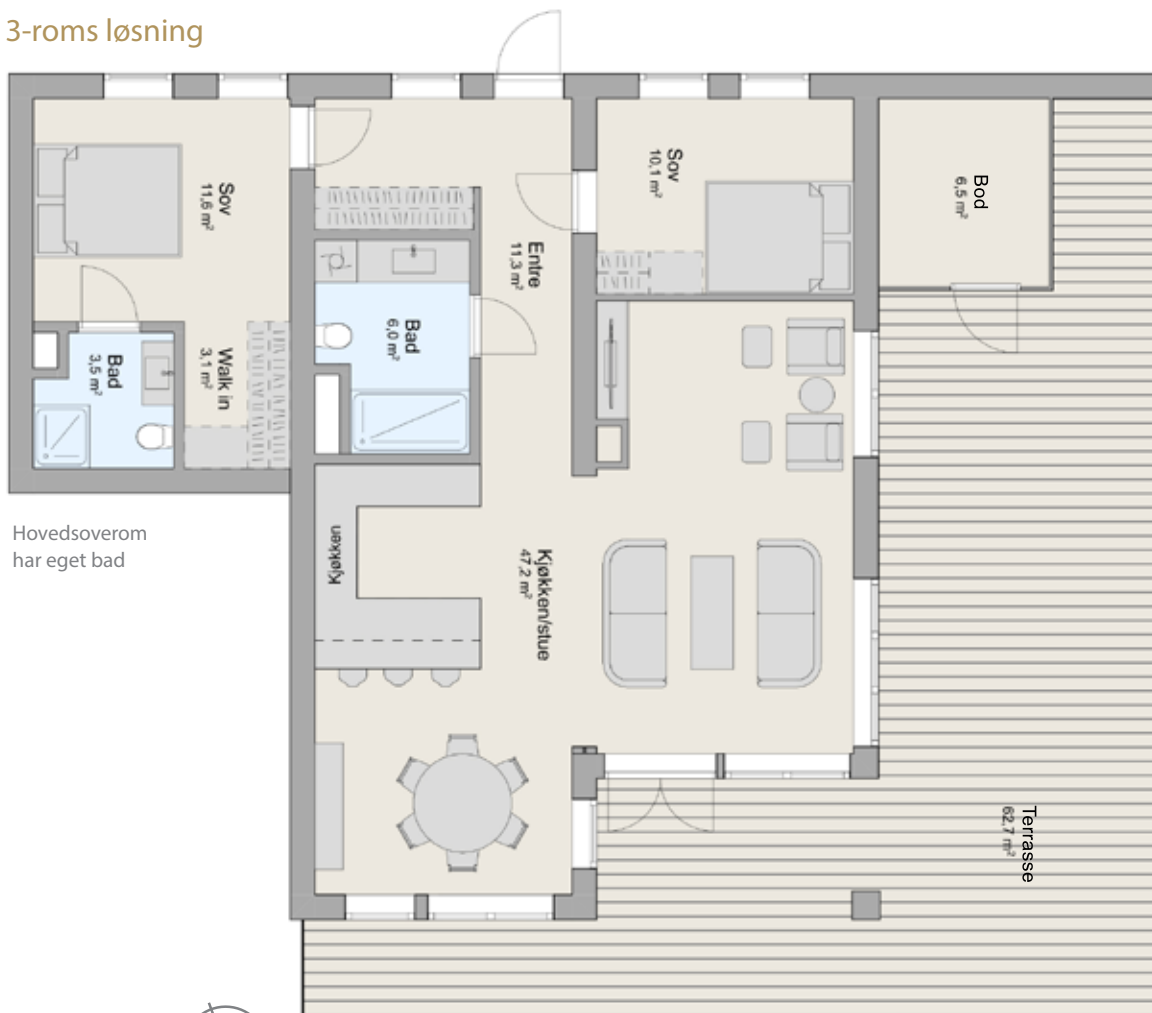 3-roms løsning
Sov
11,6 m²
Sov
10,1 m²
Bod
6,5 m²
Entre
11,3 m²
Bad
6,0 m²
Bad
3,5 m²
Walk in
3,1 m²
Hovedsoverom
har eget bad
Kjøkken
Kjøkken/stue
47,2 m²
Terrasse
62,7 m²